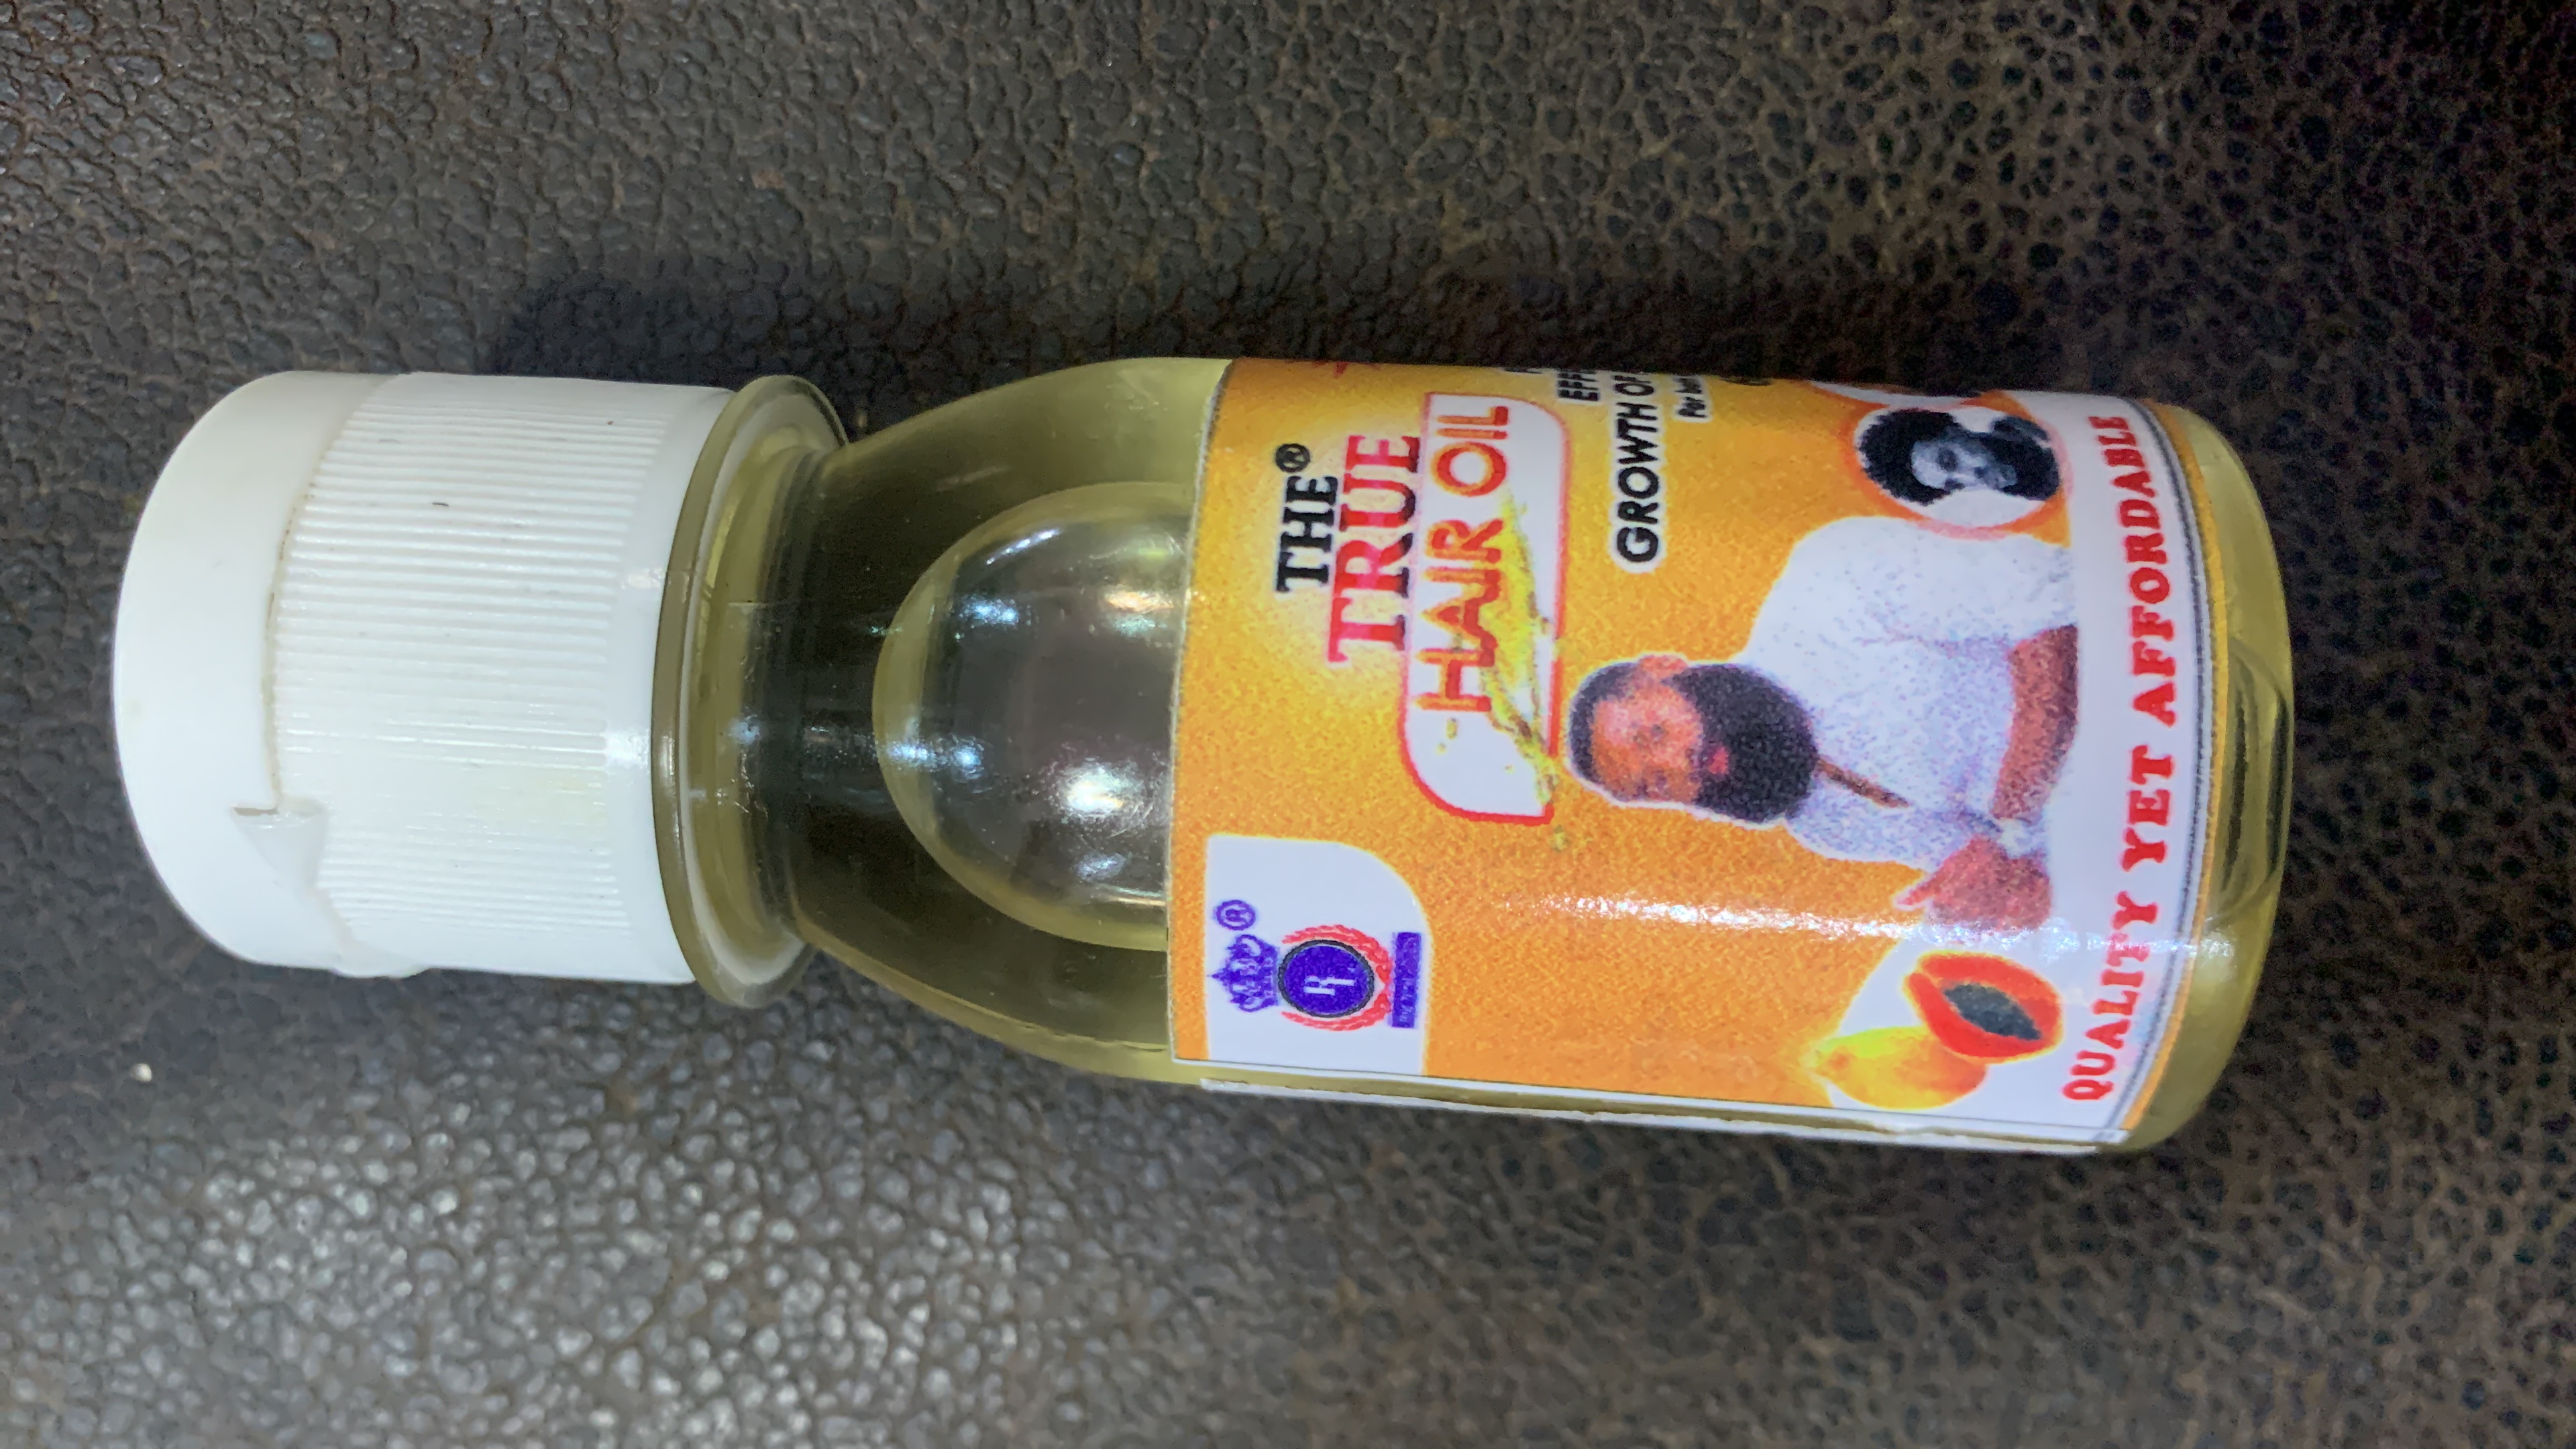 THE®
TRUE
HAIR OIL
GROWTH OF
QUALITY YET AFFORDABLE
®